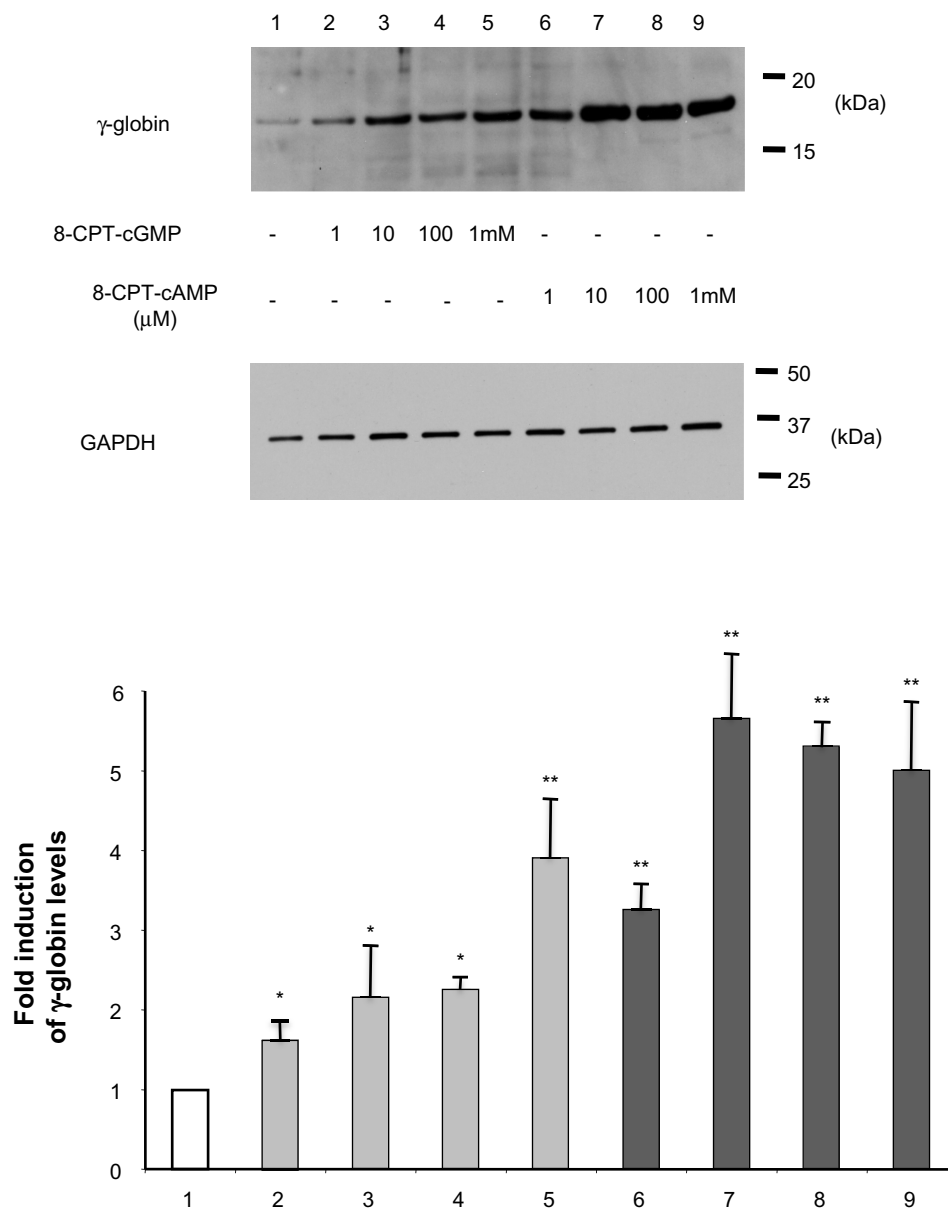 1 2 3 4 5 6 7 8 9
20
(kDa)
γ-globin
15
8-CPT-cGMP - 1 10 100 1mM - - - -
8-CPT-cAMP - - - - - 1 10 100 1mM
(μM)
50
37
GAPDH
(kDa)
25
**
6
**
**
5
**
4
**
3
*
*
2
*
1
0
Fold induction
of γ-globin levels
1 2 3 4 5 6 7 8 9